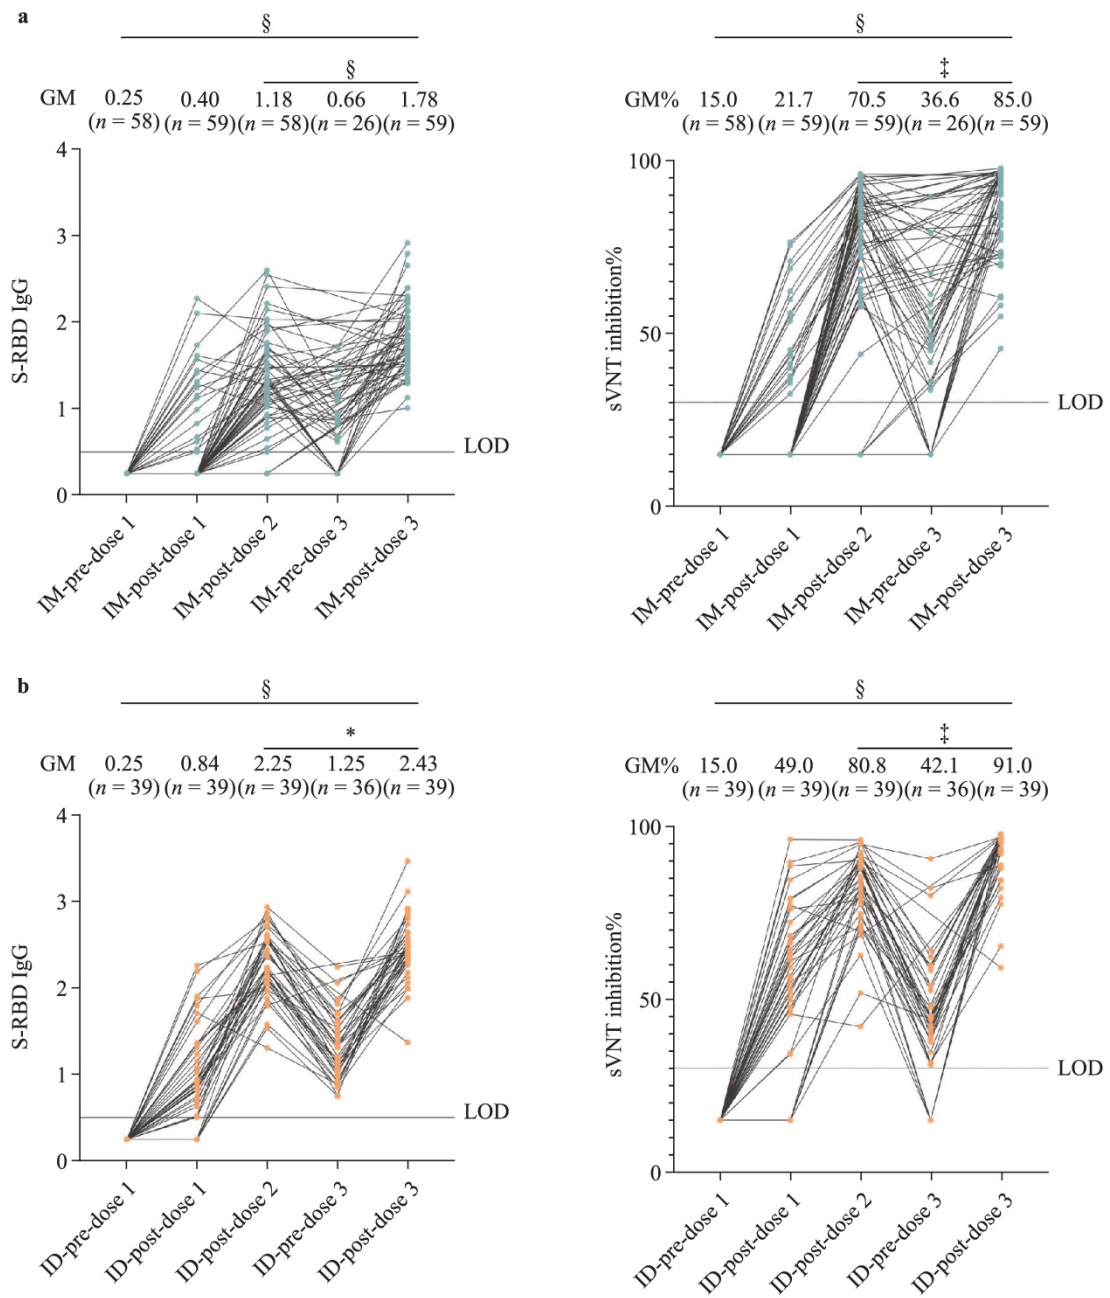 a
§
§
GM 0.25 0.40 1.18 0.66 1.78
(n = 58) (n = 59) (n = 58) (n = 26) (n = 59)
4
3
2
1
0
S-RBD IgG
LOD
IM-pre-dose 1
IM-post-dose 1
IM-post-dose 2
IM-pre-dose 3
IM-post-dose 3
§
‡
GM% 15.0 21.7 70.5 36.6 85.0
(n = 58) (n = 59) (n = 59) (n = 26) (n = 59)
100
50
0
sVNT inhibition%
LOD
IM-pre-dose 1
IM-post-dose 1
IM-post-dose 2
IM-pre-dose 3
IM-post-dose 3
b
§
*
GM 0.25 0.84 2.25 1.25 2.43
(n = 39) (n = 39) (n = 39) (n = 36) (n = 39)
4
3
2
1
0
S-RBD IgG
LOD
ID-pre-dose 1
ID-post-dose 1
ID-post-dose 2
ID-pre-dose 3
ID-post-dose 3
§
‡
GM% 15.0 49.0 80.8 42.1 91.0
(n = 39) (n = 39) (n = 39) (n = 36) (n = 39)
100
50
0
sVNT inhibition%
LOD
ID-pre-dose 1
ID-post-dose 1
ID-post-dose 2
ID-pre-dose 3
ID-post-dose 3